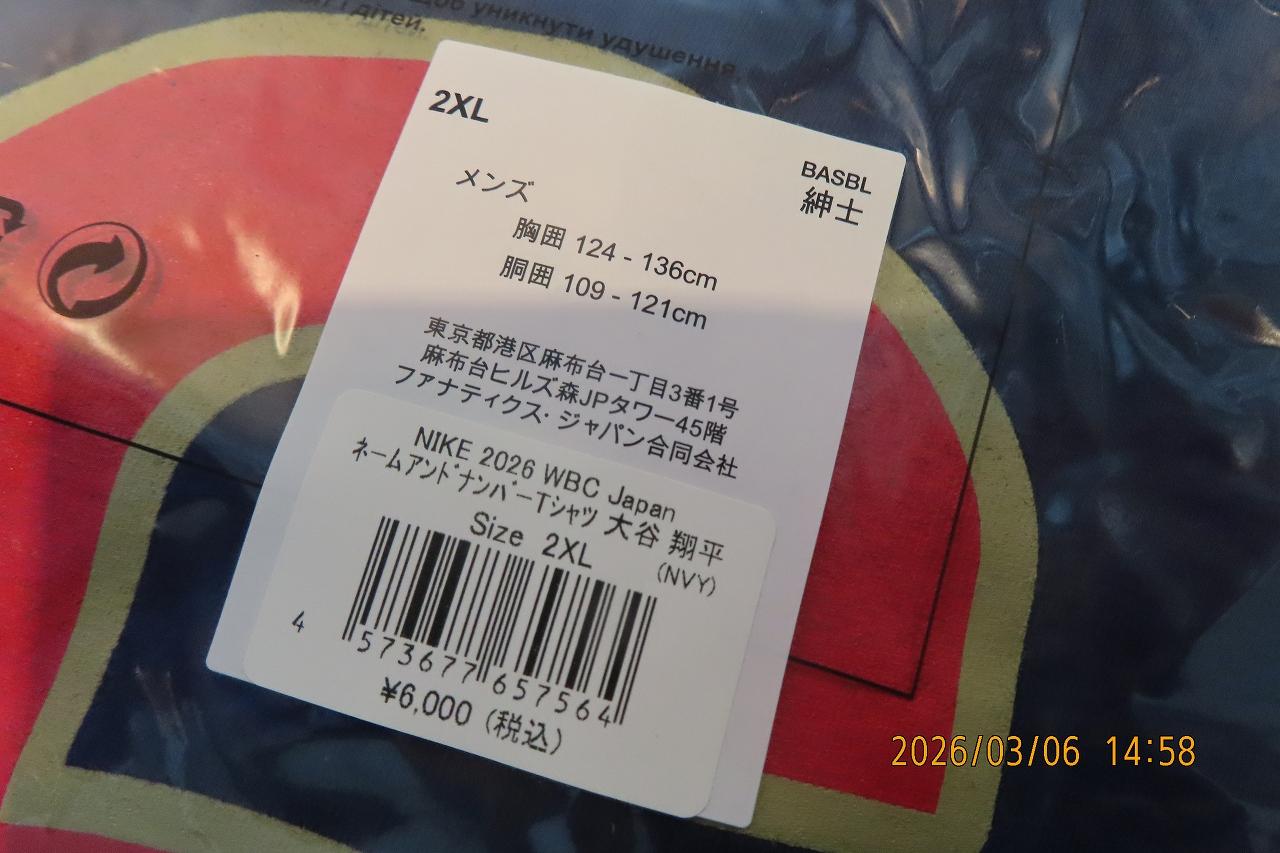 щоб уникнути удушення
і дітей.
2XL
BASBL
紳士
メンズ
胸囲 124 - 136cm
胴囲 109 - 121cm
東京都港区麻布台一丁目3番1号
麻布台ヒルズ森JPタワー45階
ファナティクス・ジャパン合同会社
NIKE 2026 WBC Japan
ネームアンドナンバーTシャツ 大谷 翔平
Size 2XL
(NVY)
4 573677 657564
¥6,000 (税込)
2026/03/06 14:58